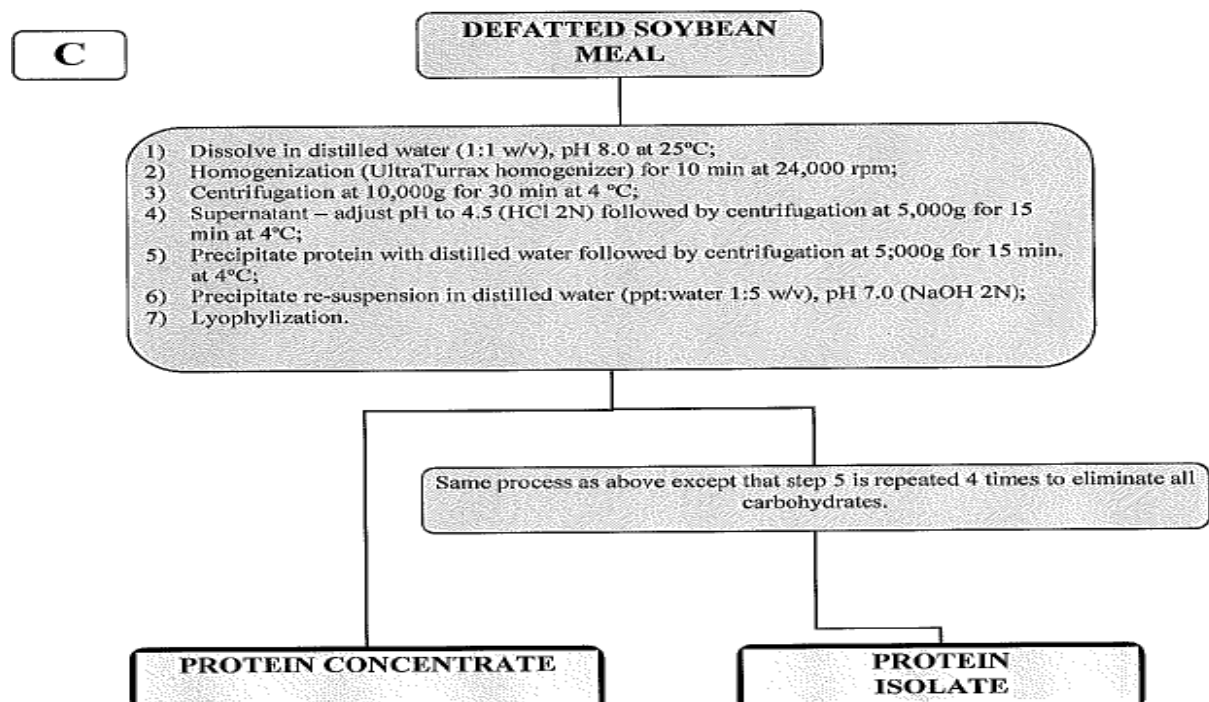 C
DEFATTED SOYBEAN
MEAL
1) Dissolve in distilled water (1:1 w/v), pH 8.0 at 25ºC;
2) Homogenization (UltraTurrax homogenizer) for 10 min at 24,000 rpm;
3) Centrifugation at 10,000g for 30 min at 4 ºC;
4) Supernatant – adjust pH to 4.5 (HCl 2N) followed by centrifugation at 5,000g for 15
min at 4ºC;
5) Precipitate protein with distilled water followed by centrifugation at 5;000g for 15 min.
at 4ºC;
6) Precipitate re-suspension in distilled water (ppt:water 1:5 w/v), pH 7.0 (NaOH 2N);
7) Lyophylization.
Same process as above except that step 5 is repeated 4 times to eliminate all
carbohydrates.
PROTEIN CONCENTRATE
PROTEIN
ISOLATE